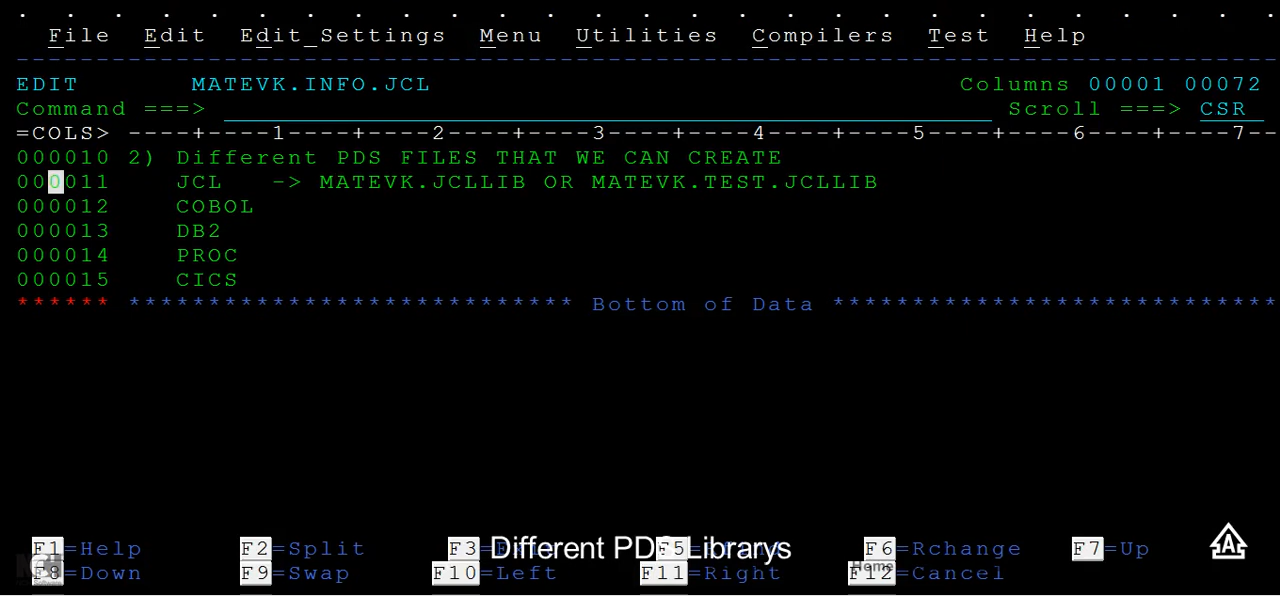 File Edit Edit_Settings Menu Utilities Compilers Test Help
EDIT MATEVK.INFO.JCL Columns 00001 00072
Command ===> Scroll ===> CSR
=COLS> ----+----1----+----2----+----3----+----4----+----5----+----6----+----7--
000010 2) Different PDS FILES THAT WE CAN CREATE
000011 JCL -> MATEVK.JCLLIB OR MATEVK.TEST.JCLLIB
000012 COBOL
000013 DB2
000014 PROC
000015 CICS
****** **************************** Bottom of Data ****************************
F1=Help F2=Split F3= F5= F6=Rchange F7=Up
Different PDS Librarys
F8=Down F9=Swap F10=Left F11=Right F12=Cancel
Home